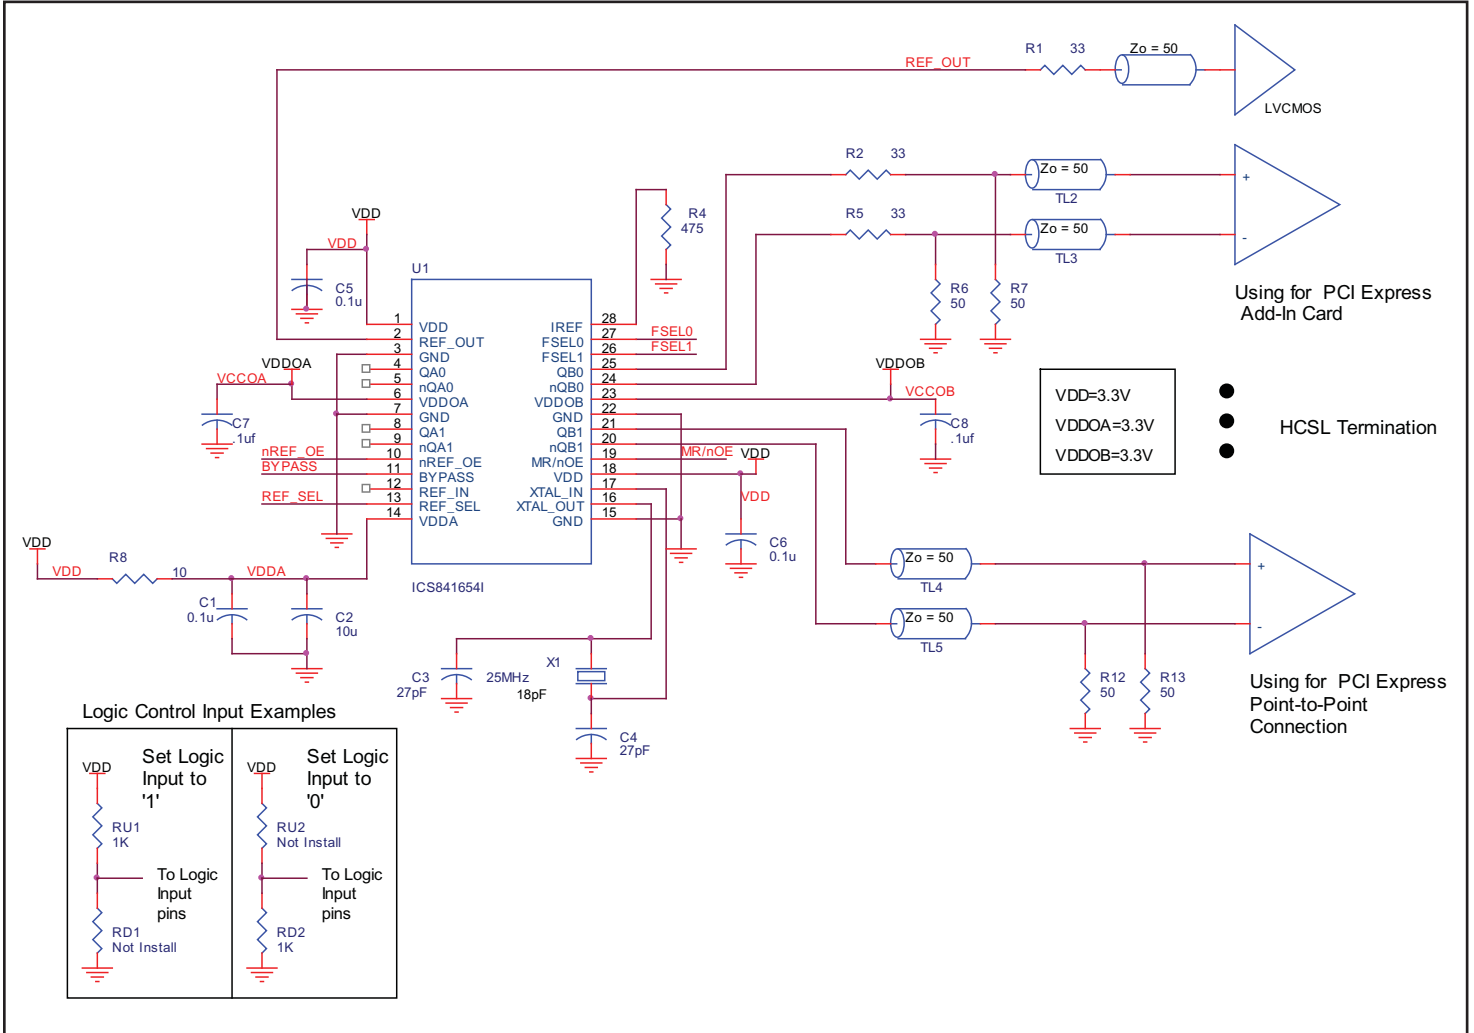 R1 33
Zo = 50
REF_OUT
LVCMOS
R2 33
Zo = 50
+
TL2
R5 33
Zo = 50
-
TL3
R4
475
R6
50
R7
50
Using for PCI Express
Add-In Card
VDD
VDD
C5
0.1u
U1
1 VDD
2 REF_OUT
3 GND
4 QA0
5 nQA0
6 VDDOA
7 GND
8 QA1
9 nQA1
10 nREF_OE
11 BYPASS
12 REF_IN
13 REF_SEL
14 VDDA
IREF 28
FSEL0 27
FSEL1 26
QB0 25
nQB0 24
VDDOB 23
GND 22
QB1 21
nQB1 20
MR/nOE 19
VDD 18
XTAL_IN 17
XTAL_OUT 16
GND 15
ICS841654I
FSEL0
FSEL1
VDDOA
VCCOA
C7
.1uf
nREF_OE
BYPASS
REF_SEL
VDDOB
VCCOB
C8
.1uf
MR/nOE
VDD
VDD
C6
0.1u
VDD=3.3V
VDDOA=3.3V
VDDOB=3.3V
HCSL Termination
VDD
VDD
R8
10
VDDA
C1
0.1u
C2
10u
Zo = 50
+
TL4
Zo = 50
-
TL5
R12
50
R13
50
Using for PCI Express
Point-to-Point
Connection
C3
27pF
25MHz
X1
18pF
C4
27pF
Logic Control Input Examples
VDD
Set Logic
Input to
'1'
RU1
1K
To Logic
Input
pins
RD1
Not Install
VDD
Set Logic
Input to
'0'
RU2
Not Install
To Logic
Input
pins
RD2
1K